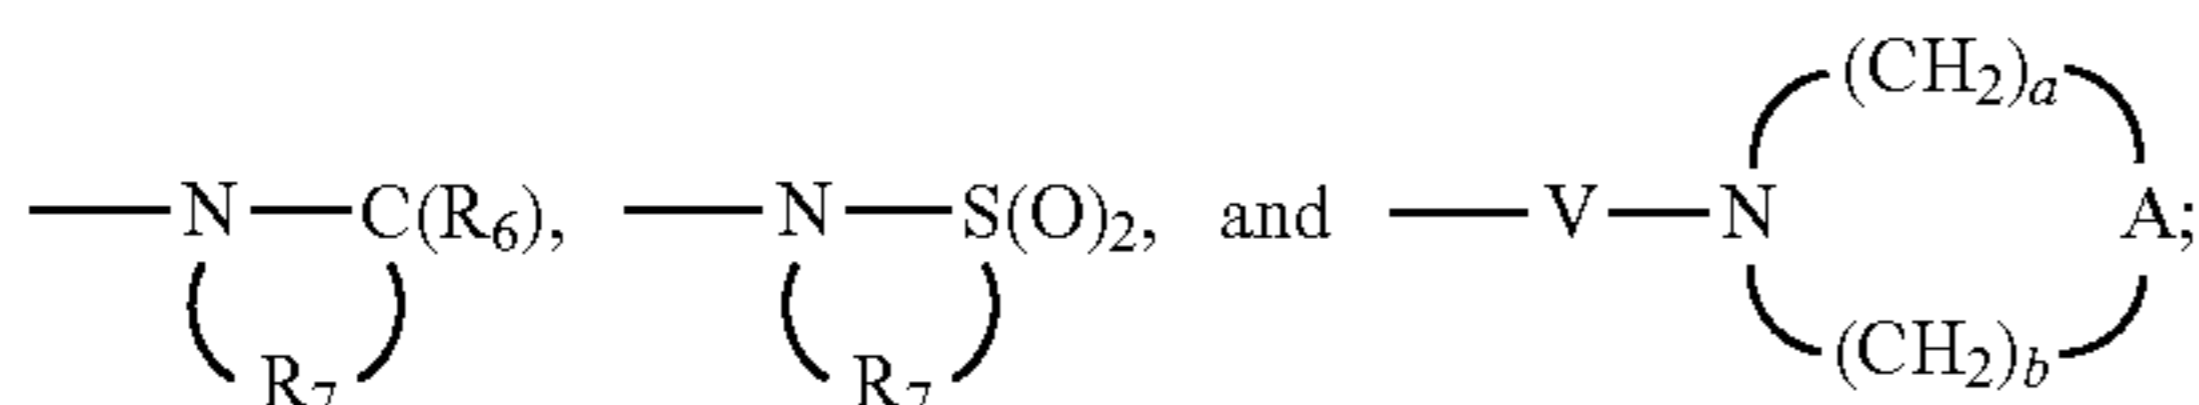 (CH2)a
—N—C(R6), —N—S(O)2, and —V—N A;
R7 R7 (CH2)b